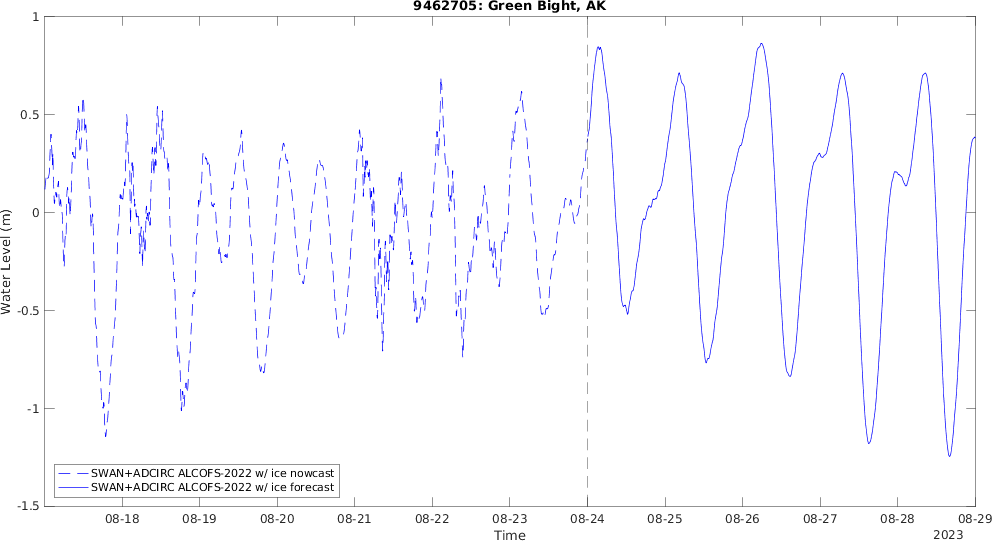 9462705: Green Bight, AK
1
0.5
0
-0.5
-1
-1.5
Water Level (m)
SWAN+ADCIRC ALCOFS-2022 w/ ice nowcast
SWAN+ADCIRC ALCOFS-2022 w/ ice forecast
08-18 08-19 08-20 08-21 08-22 08-23 08-24 08-25 08-26 08-27 08-28 08-29
Time
2023